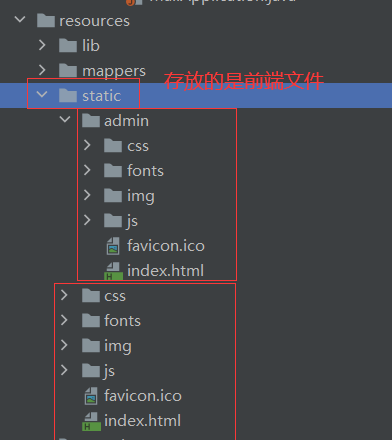 resources
lib
mappers
static 存放的是前端文件
admin
css
fonts
img
js
favicon.ico
index.html
css
fonts
img
js
favicon.ico
index.html